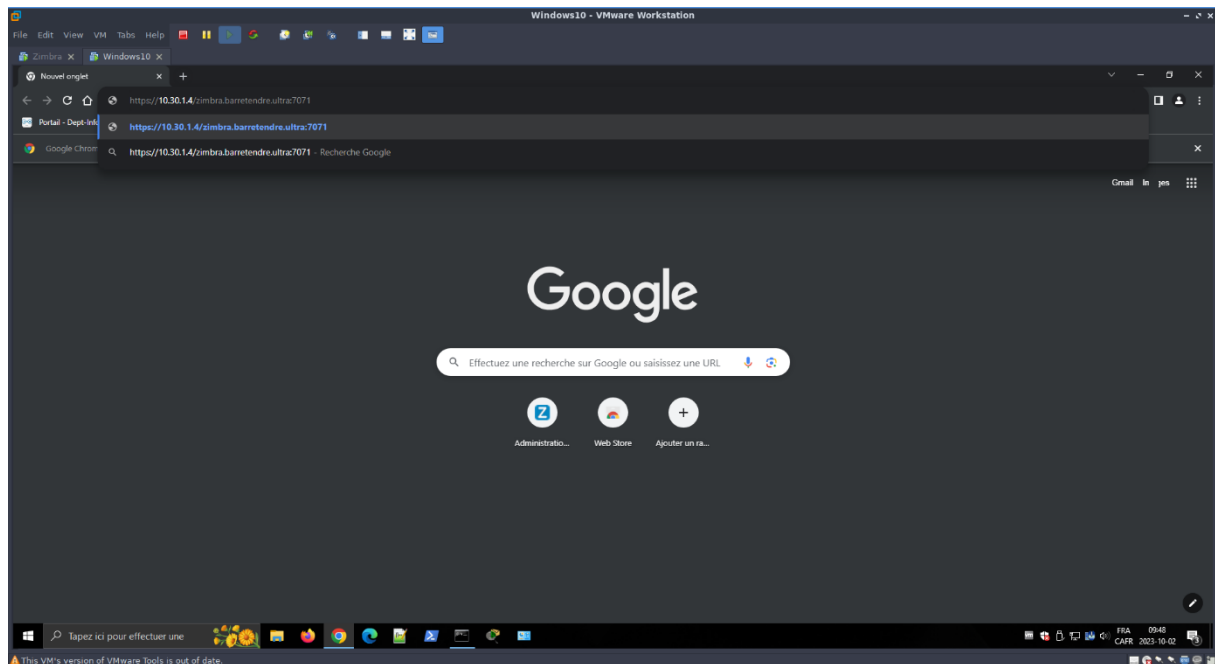 Windows10 - VMware Workstation
File Edit View VM Tabs Help
Zimbra Windows10
Nouvel onglet
https://10.30.1.4/zimbra.barretendre.ultra:7071
Portail - Dept-Info
https://10.30.1.4/zimbra.barretendre.ultra:7071
Google Chrom
https://10.30.1.4/zimbra.barretendre.ultra:7071 - Recherche Google
Gmail
Google
Effectuez une recherche sur Google ou saisissez une URL
Z
Administratio... Web Store Ajouter un ra...
Tapez ici pour effectuer une
FRA 09:48
CAFR 2023-10-02
3
This VM's version of VMware Tools is out of date.